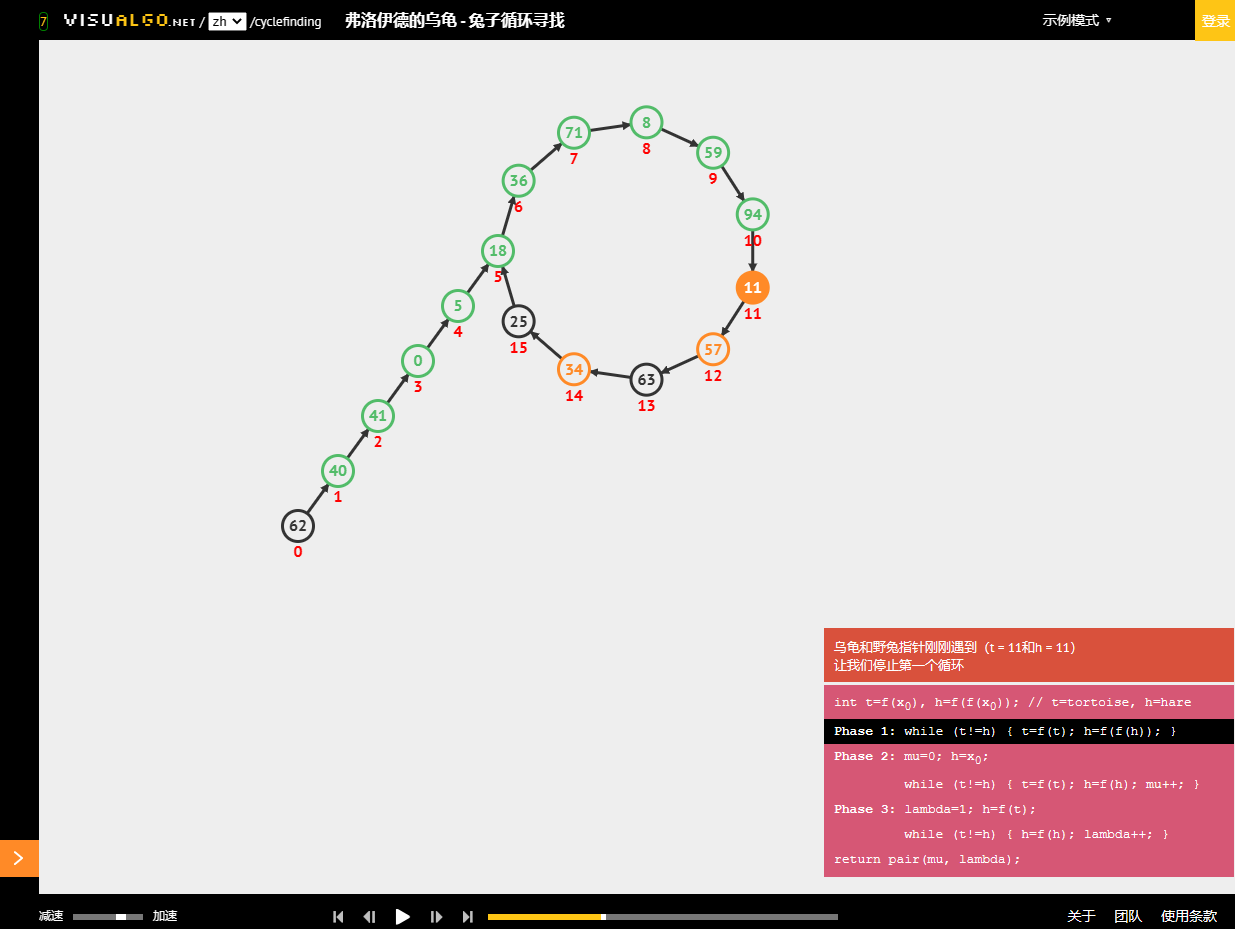 7 VISUALGO.NET / zh /cyclefinding 弗洛伊德的乌龟 - 兔子循环寻找 示例模式 ▼ 登录
8
8
71
7
59
9
36
6
94
10
18
5
11
11
5
4
25
15
57
12
0
3
34
14
63
13
41
2
40
1
62
0
乌龟和野兔指针刚刚遇到（t = 11和h = 11）
让我们停止第一个循环
int t=f(x0), h=f(f(x0)); // t=tortoise, h=hare
Phase 1: while (t!=h) { t=f(t); h=f(f(h)); }
Phase 2: mu=0; h=x0;
while (t!=h) { t=f(t); h=f(h); mu++; }
Phase 3: lambda=1; h=f(t);
while (t!=h) { h=f(h); lambda++; }
return pair(mu, lambda);
减速 加速 关于 团队 使用条款